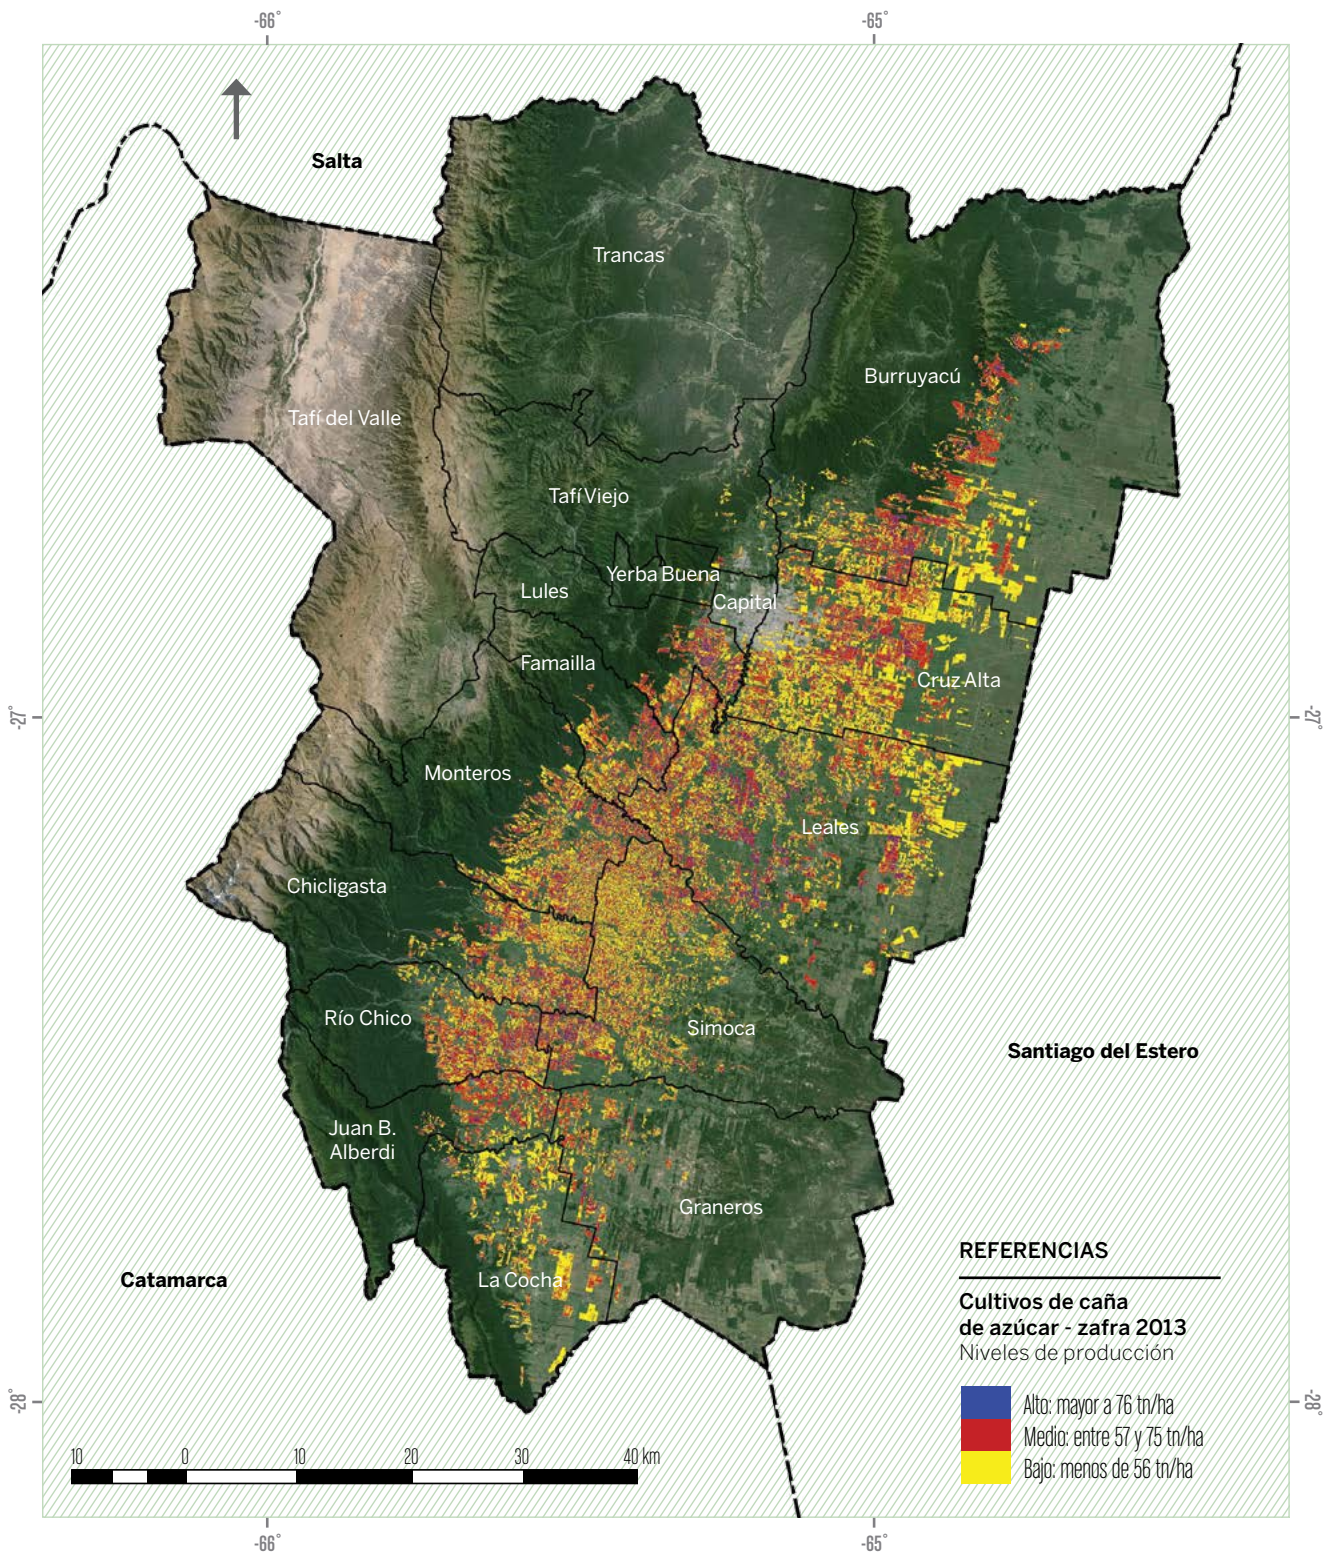 -66°
-65°
Salta
Trancas
Burruyacú
Tafí del Valle
Tafí Viejo
Yerba Buena
Lules
Capital
Famailla
Cruz Alta
-27°
-27°
Monteros
Leales
Chicligasta
Río Chico
Simoca
Santiago del Estero
Juan B.
Alberdi
Graneros
Catamarca
La Cocha
REFERENCIAS
Cultivos de caña
de azúcar - zafra 2013
Niveles de producción
Alto: mayor a 76 tn/ha
Medio: entre 57 y 75 tn/ha
Bajo: menos de 56 tn/ha
-28°
-28°
10 0 10 20 30 40 km
-66°
-65°